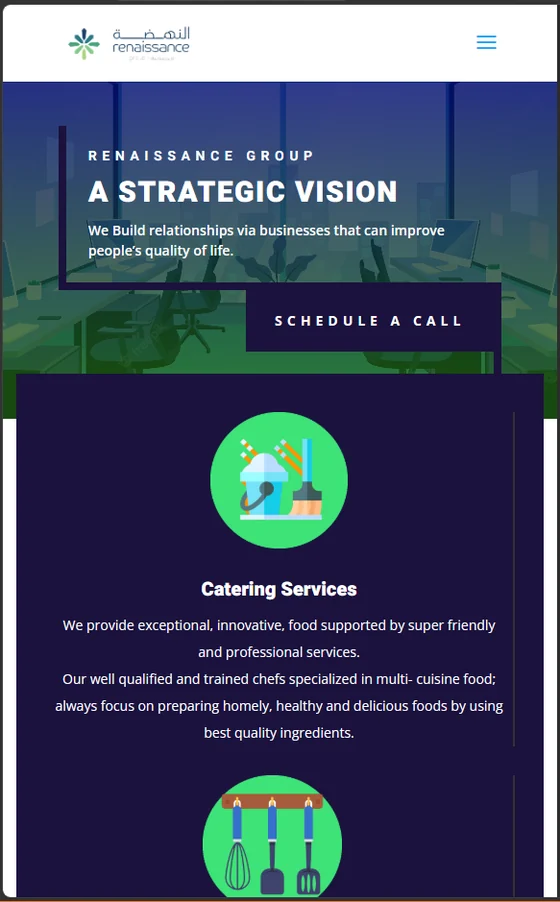 النهضة
renaissance
RENAISSANCE GROUP
A STRATEGIC VISION
We Build relationships via businesses that can improve
people's quality of life.
SCHEDULE A CALL
Catering Services
We provide exceptional, innovative, food supported by super friendly
and professional services.
Our well qualified and trained chefs specialized in multi- cuisine food;
always focus on preparing homely, healthy and delicious foods by using
best quality ingredients.